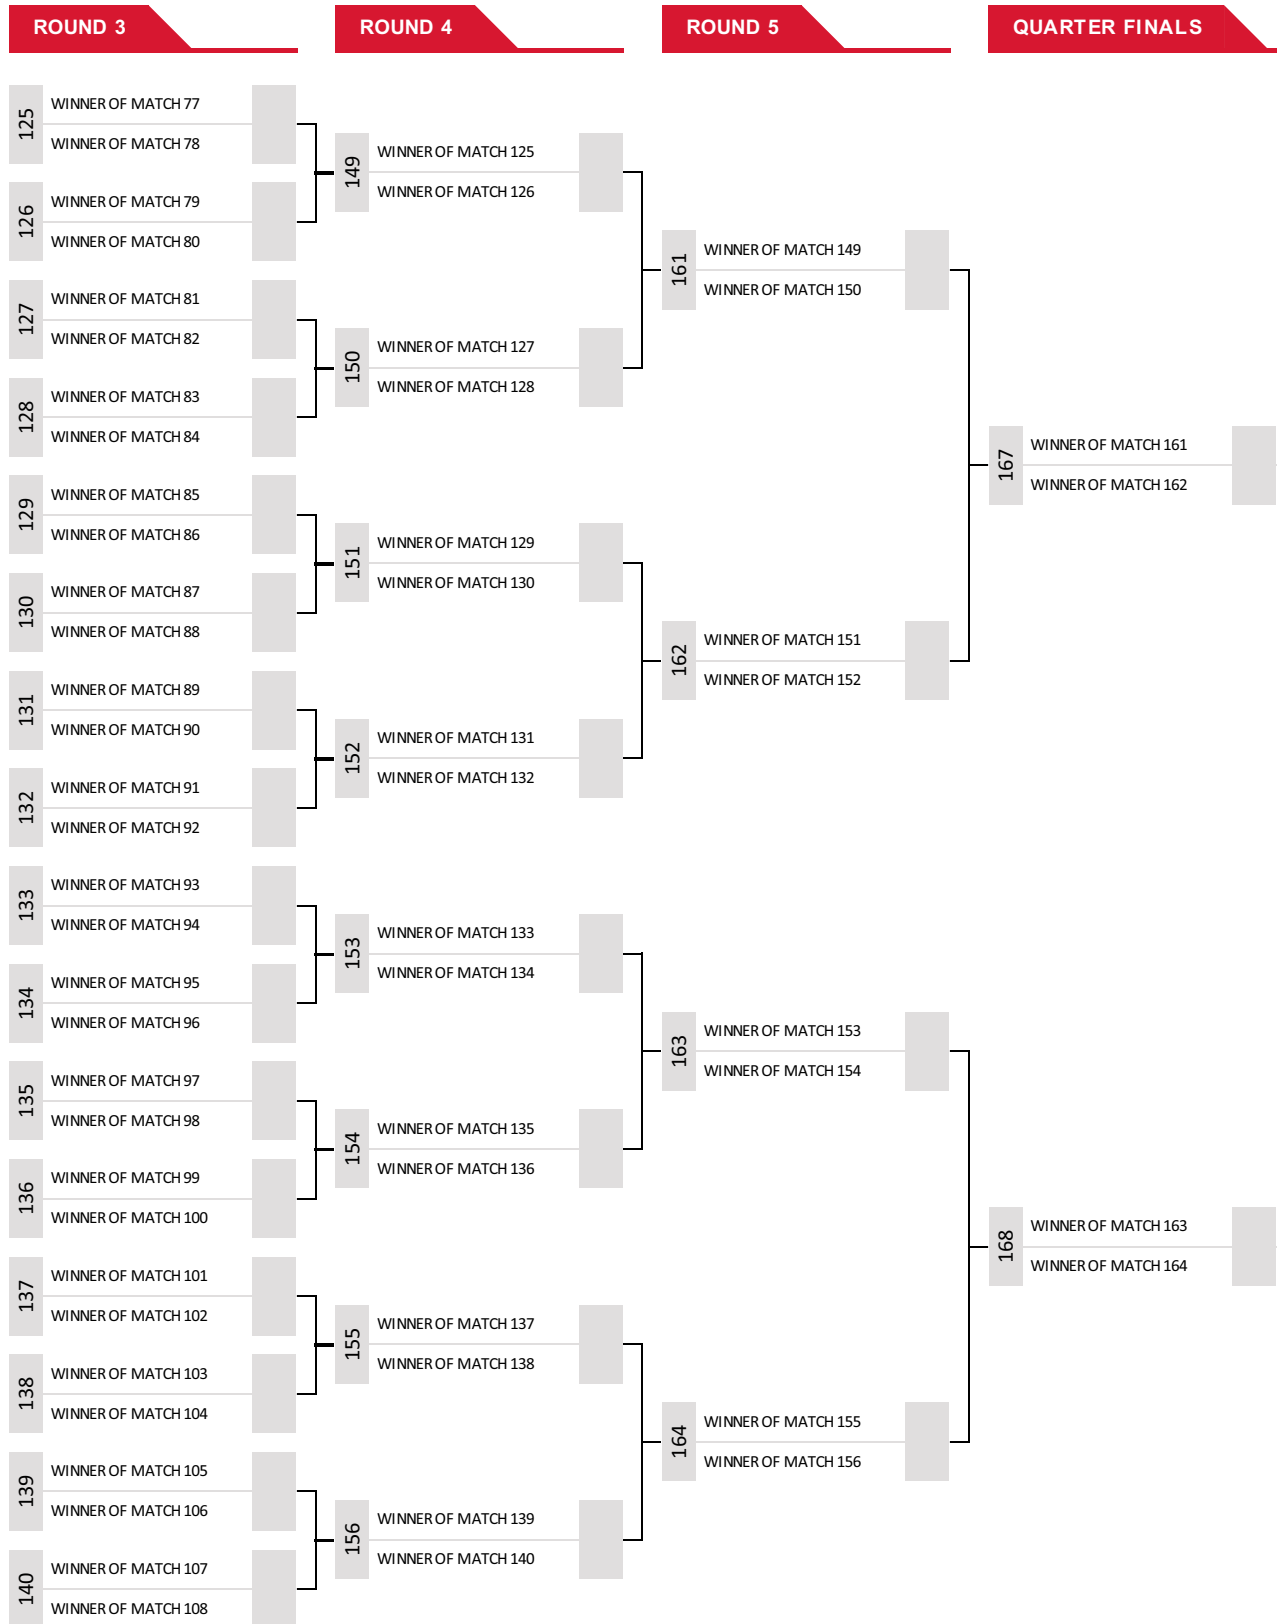 ROUND 3
ROUND 4
ROUND 5
QUARTER FINALS
125
WINNER OF MATCH 77
WINNER OF MATCH 78
126
WINNER OF MATCH 79
WINNER OF MATCH 80
127
WINNER OF MATCH 81
WINNER OF MATCH 82
128
WINNER OF MATCH 83
WINNER OF MATCH 84
129
WINNER OF MATCH 85
WINNER OF MATCH 86
130
WINNER OF MATCH 87
WINNER OF MATCH 88
131
WINNER OF MATCH 89
WINNER OF MATCH 90
132
WINNER OF MATCH 91
WINNER OF MATCH 92
133
WINNER OF MATCH 93
WINNER OF MATCH 94
134
WINNER OF MATCH 95
WINNER OF MATCH 96
135
WINNER OF MATCH 97
WINNER OF MATCH 98
136
WINNER OF MATCH 99
WINNER OF MATCH 100
137
WINNER OF MATCH 101
WINNER OF MATCH 102
138
WINNER OF MATCH 103
WINNER OF MATCH 104
139
WINNER OF MATCH 105
WINNER OF MATCH 106
140
WINNER OF MATCH 107
WINNER OF MATCH 108
149
WINNER OF MATCH 125
WINNER OF MATCH 126
150
WINNER OF MATCH 127
WINNER OF MATCH 128
151
WINNER OF MATCH 129
WINNER OF MATCH 130
152
WINNER OF MATCH 131
WINNER OF MATCH 132
153
WINNER OF MATCH 133
WINNER OF MATCH 134
154
WINNER OF MATCH 135
WINNER OF MATCH 136
155
WINNER OF MATCH 137
WINNER OF MATCH 138
156
WINNER OF MATCH 139
WINNER OF MATCH 140
161
WINNER OF MATCH 149
WINNER OF MATCH 150
162
WINNER OF MATCH 151
WINNER OF MATCH 152
163
WINNER OF MATCH 153
WINNER OF MATCH 154
164
WINNER OF MATCH 155
WINNER OF MATCH 156
167
WINNER OF MATCH 161
WINNER OF MATCH 162
168
WINNER OF MATCH 163
WINNER OF MATCH 164